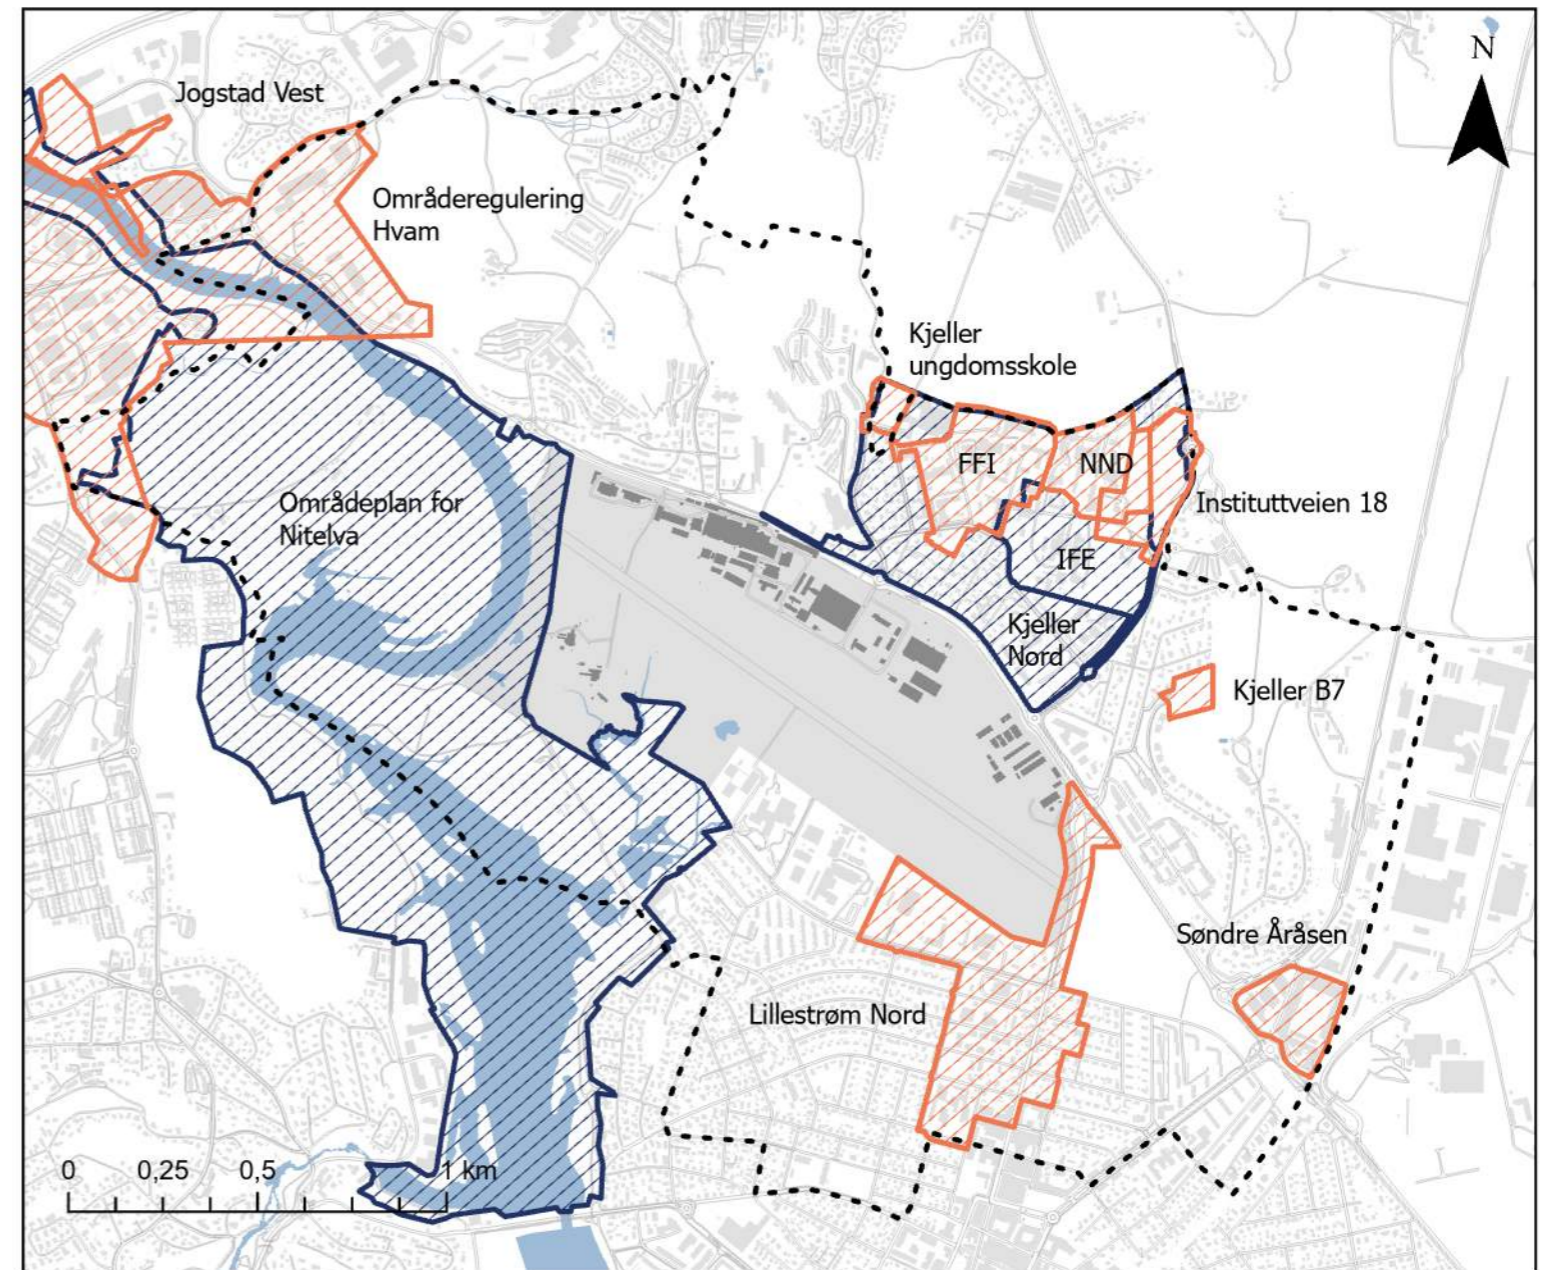 N
Jogstad Vest
Områderegulering
Hvam
Kjeller
ungdomsskole
FFI
NND
Områdeplan for
Nitelva
Instituttveien 18
IFE
Kjeller
Nord
Kjeller B7
Søndre Åråsen
Lillestrøm Nord
0 0,25 0,5 1 km